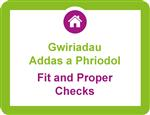 Gwiriadau
Addas a Phriodol
Fit and Proper
Checks